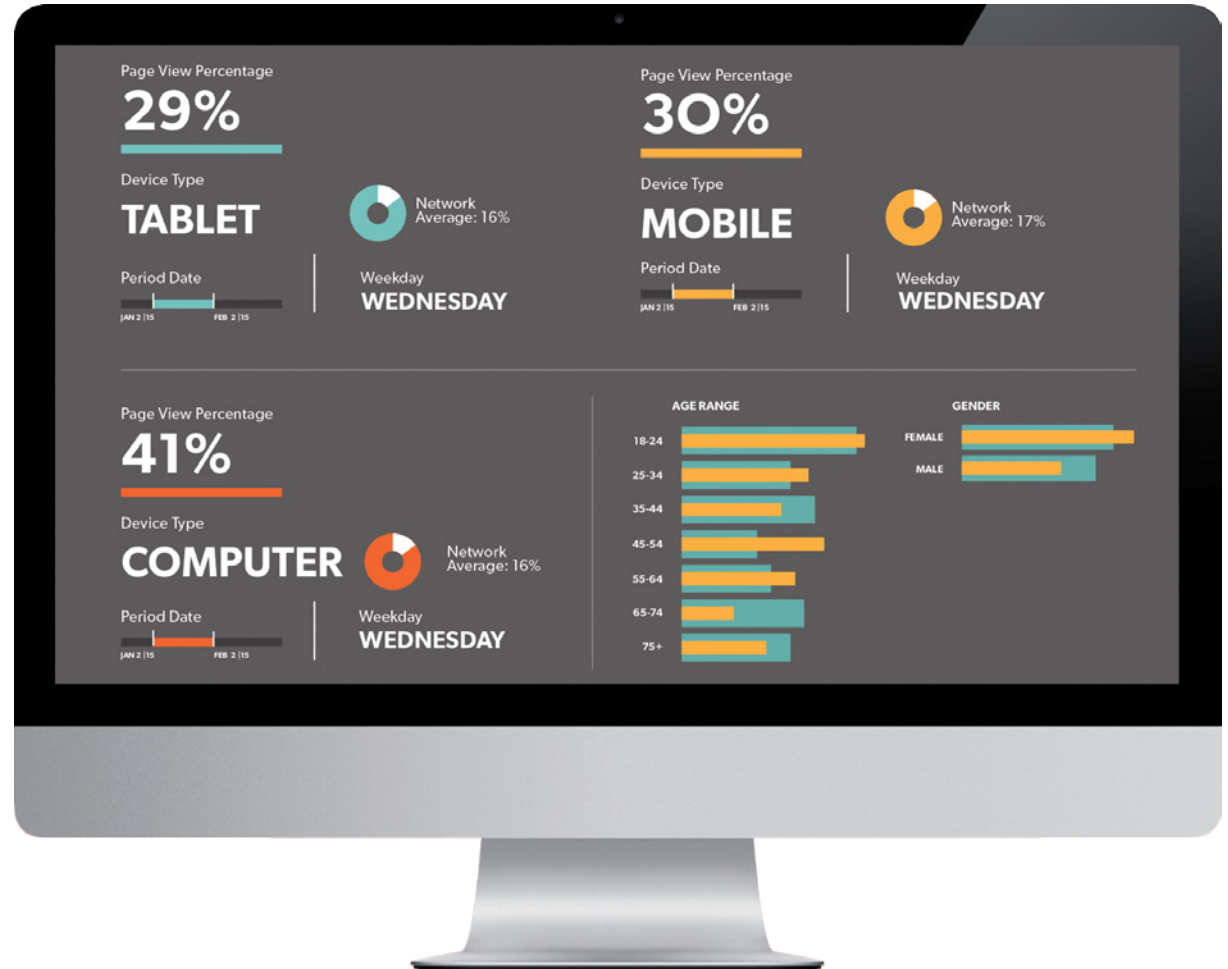 Page View Percentage
29%
Device Type
TABLET
Network
Average: 16%
Period Date
JAN 2 |15
FEB 2 |15
Weekday
WEDNESDAY
Page View Percentage
30%
Device Type
MOBILE
Network
Average: 17%
Period Date
JAN 2 |15
FEB 2 |15
Weekday
WEDNESDAY
Page View Percentage
41%
Device Type
COMPUTER
Network
Average: 16%
Period Date
JAN 2 |15
FEB 2 |15
Weekday
WEDNESDAY
AGE RANGE
18-24
25-34
35-44
45-54
55-64
65-74
75+
GENDER
FEMALE
MALE